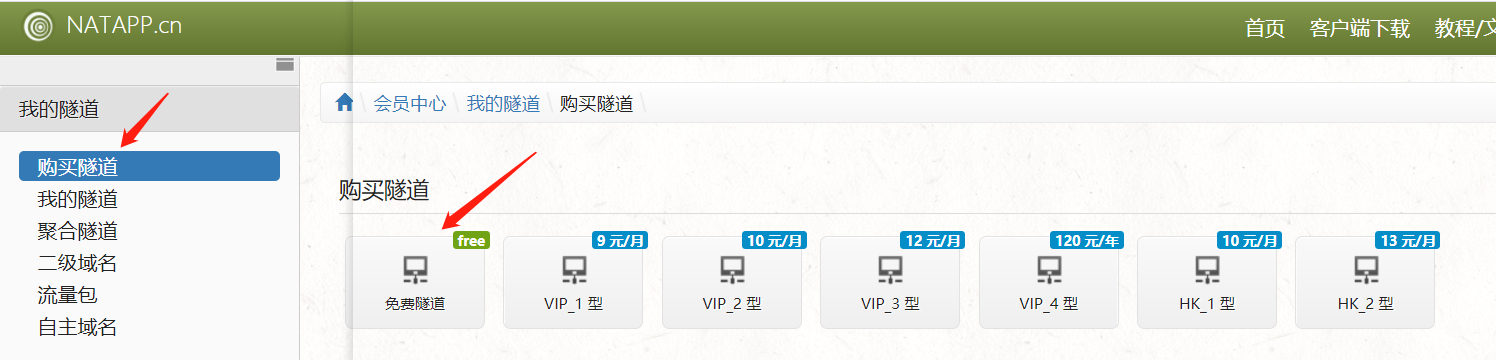 NATAPP.cn
首页 客户端下载 教程/文
我的隧道
购买隧道
我的隧道
聚合隧道
二级域名
流量包
自主域名
会员中心 我的隧道 购买隧道
购买隧道
free 9 元/月 10 元/月 12 元/月 120 元/年 10 元/月 13 元/月
免费隧道 VIP_1 型 VIP_2 型 VIP_3 型 VIP_4 型 HK_1 型 HK_2 型